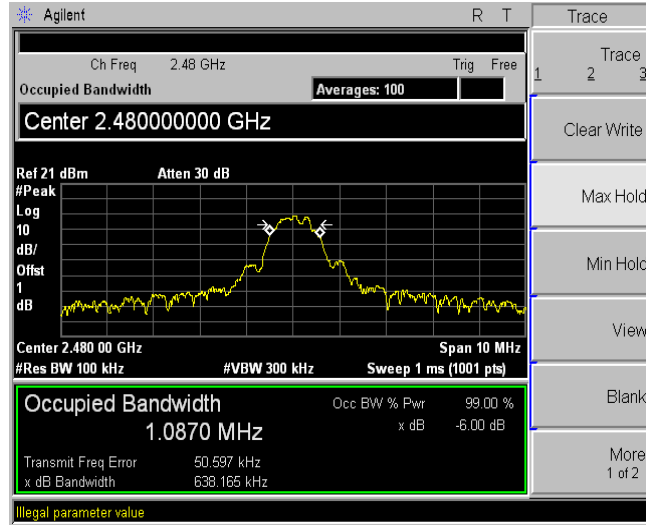 Agilent R T Trace
Ch Freq 2.48 GHz Trig Free
Occupied Bandwidth Averages: 100
Center 2.480000000 GHz
Ref 21 dBm Atten 30 dB
#Peak
Log
10
dB/
Offst
1
dB
Center 2.480 00 GHz Span 10 MHz
#Res BW 100 kHz #VBW 300 kHz Sweep 1 ms (1001 pts)
Occupied Bandwidth Occ BW % Pwr 99.00 %
1.0870 MHz x dB -6.00 dB
Transmit Freq Error 50.597 kHz
x dB Bandwidth 638.165 kHz
Illegal parameter value
Trace
1 2 3
Clear Write
Max Hold
Min Hold
View
Blank
More
1 of 2